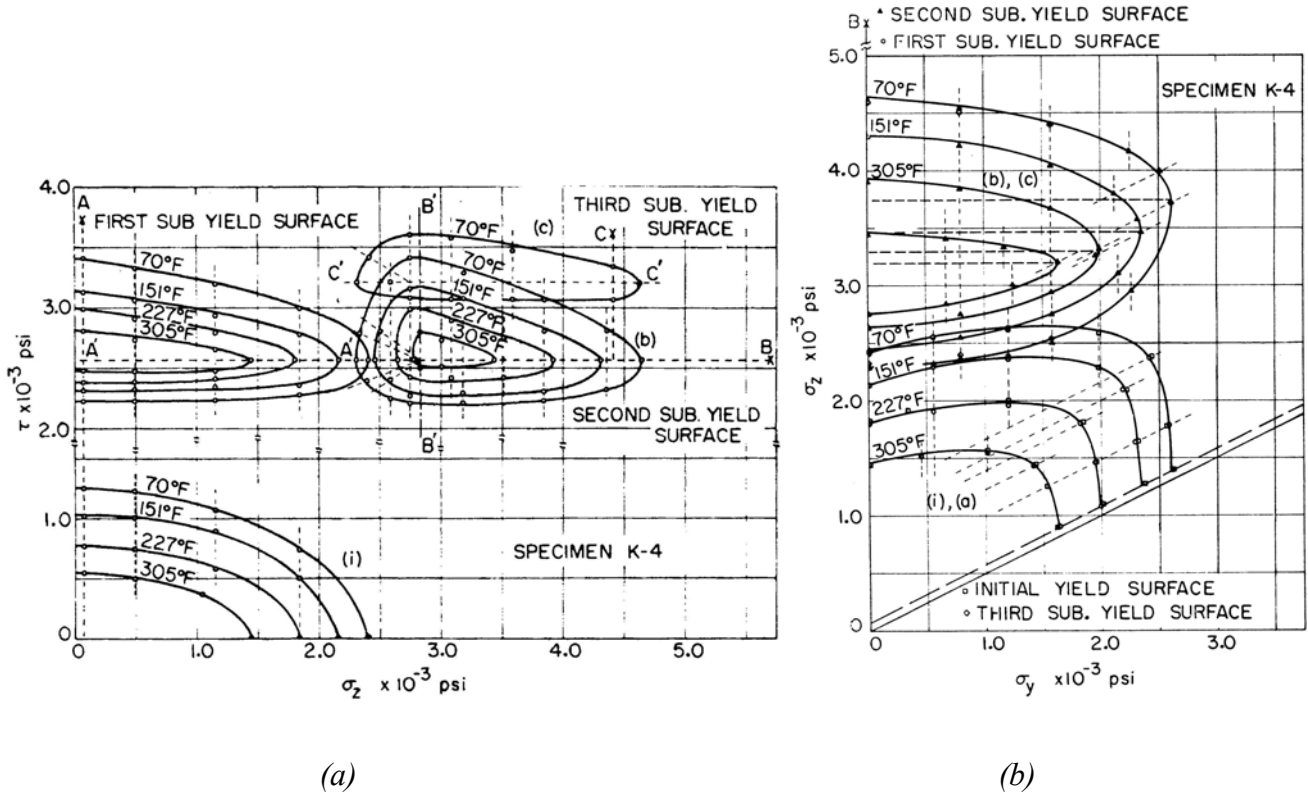 4.0
A
FIRST SUB YIELD SURFACE
B'
THIRD SUB. YIELD
SURFACE
70°F
(c)
C
70°F
C'
C'
3.0
151°F
227°F
305°F
70°F
151°F
227°F
305°F
(b)
A'
A'
B
τ x10⁻³ psi
2.0
SECOND SUB. YIELD
SURFACE
B'
70°F
1.0
151°F
(i)
227°F
305°F
SPECIMEN K-4
0
0 1.0 2.0 3.0 4.0 5.0
σz x10⁻³ psi
(a)
B
SECOND SUB. YIELD SURFACE
FIRST SUB. YIELD SURFACE
5.0
SPECIMEN K-4
70°F
151°F
4.0
305°F
(b), (c)
3.0
σz x10⁻³ psi
70°F
151°F
2.0
227°F
305°F
(i),(a)
1.0
INITIAL YIELD SURFACE
THIRD SUB. YIELD SURFACE
0
0 1.0 2.0 3.0
σy x10⁻³ psi
(b)